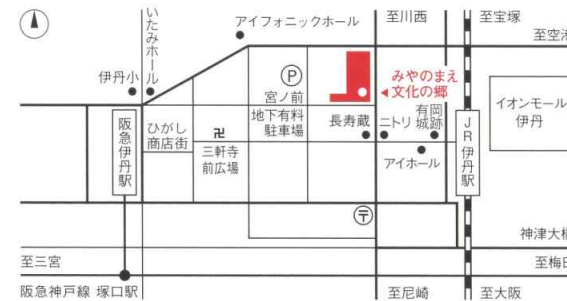 いたみホール
アイフォニックホール
至川西
至宝塚
至空港
伊丹小
P
宮ノ前
地下有料
駐車場
みやのまえ
文化の郷
イオンモール
伊丹
阪急伊丹駅
ひがし
商店街
卍
三軒寺
前広場
長寿蔵
ニトリ
有岡
城跡
アイホール
JR伊丹駅
〒
神津大橋
至三宮
至梅田
阪急神戸線 塚口駅
至尼崎
至大阪